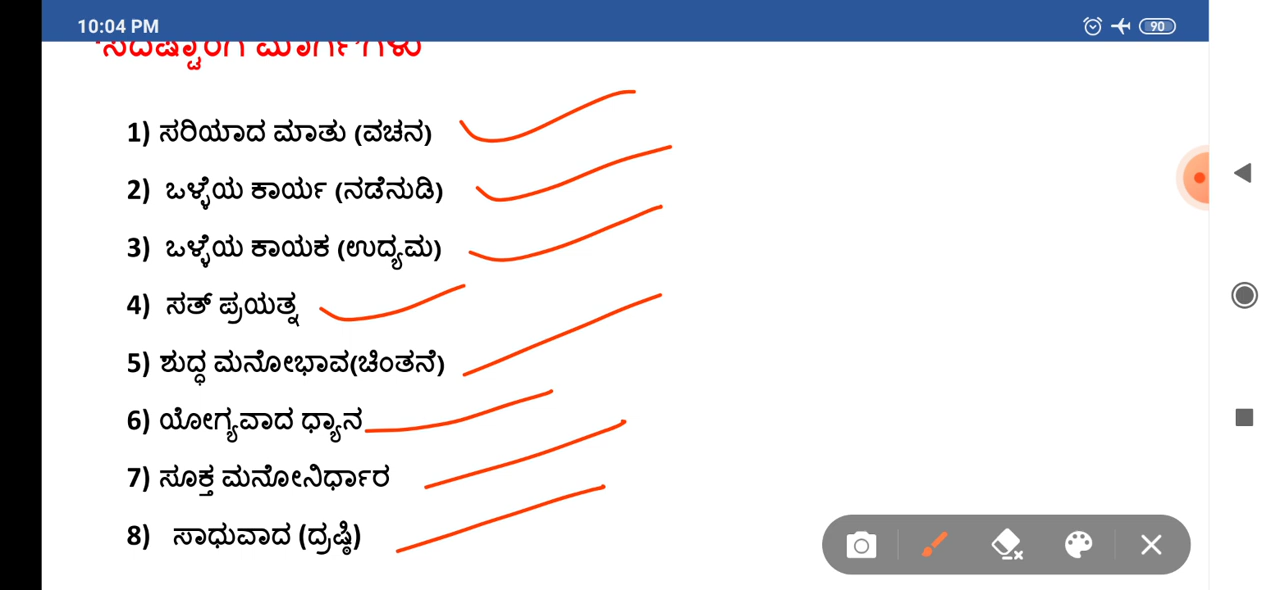 10:04 PM
90
1) ಸರಿಯಾದ ಮಾತು (ವಚನ)
2) ಒಳ್ಳೆಯ ಕಾರ್ಯ (ನಡೆನುಡಿ)
3) ಒಳ್ಳೆಯ ಕಾಯಕ (ಉದ್ಯಮ)
4) ಸತ್ ಪ್ರಯತ್ನ
5) ಶುದ್ಧ ಮನೋಭಾವ(ಚಿಂತನೆ)
6) ಯೋಗ್ಯವಾದ ಧ್ಯಾನ
7) ಸೂಕ್ತ ಮನೋನಿರ್ಧಾರ
8) ಸಾಧುವಾದ (ದ್ರಷ್ಠಿ)